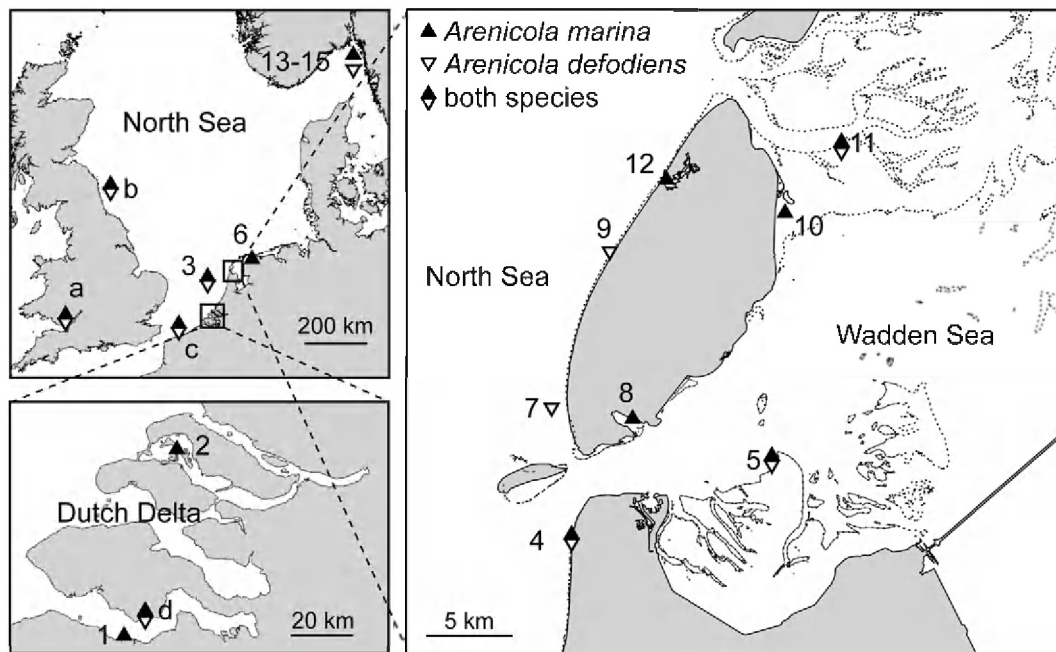 13-15
North Sea
b
6
3
a
200 km
c
2
Dutch Delta
d
1
20 km
▲ Arenicola marina
▽ Arenicola defodiens
both species
11
12
10
9
North Sea
Wadden Sea
7
8
5
4
5 km